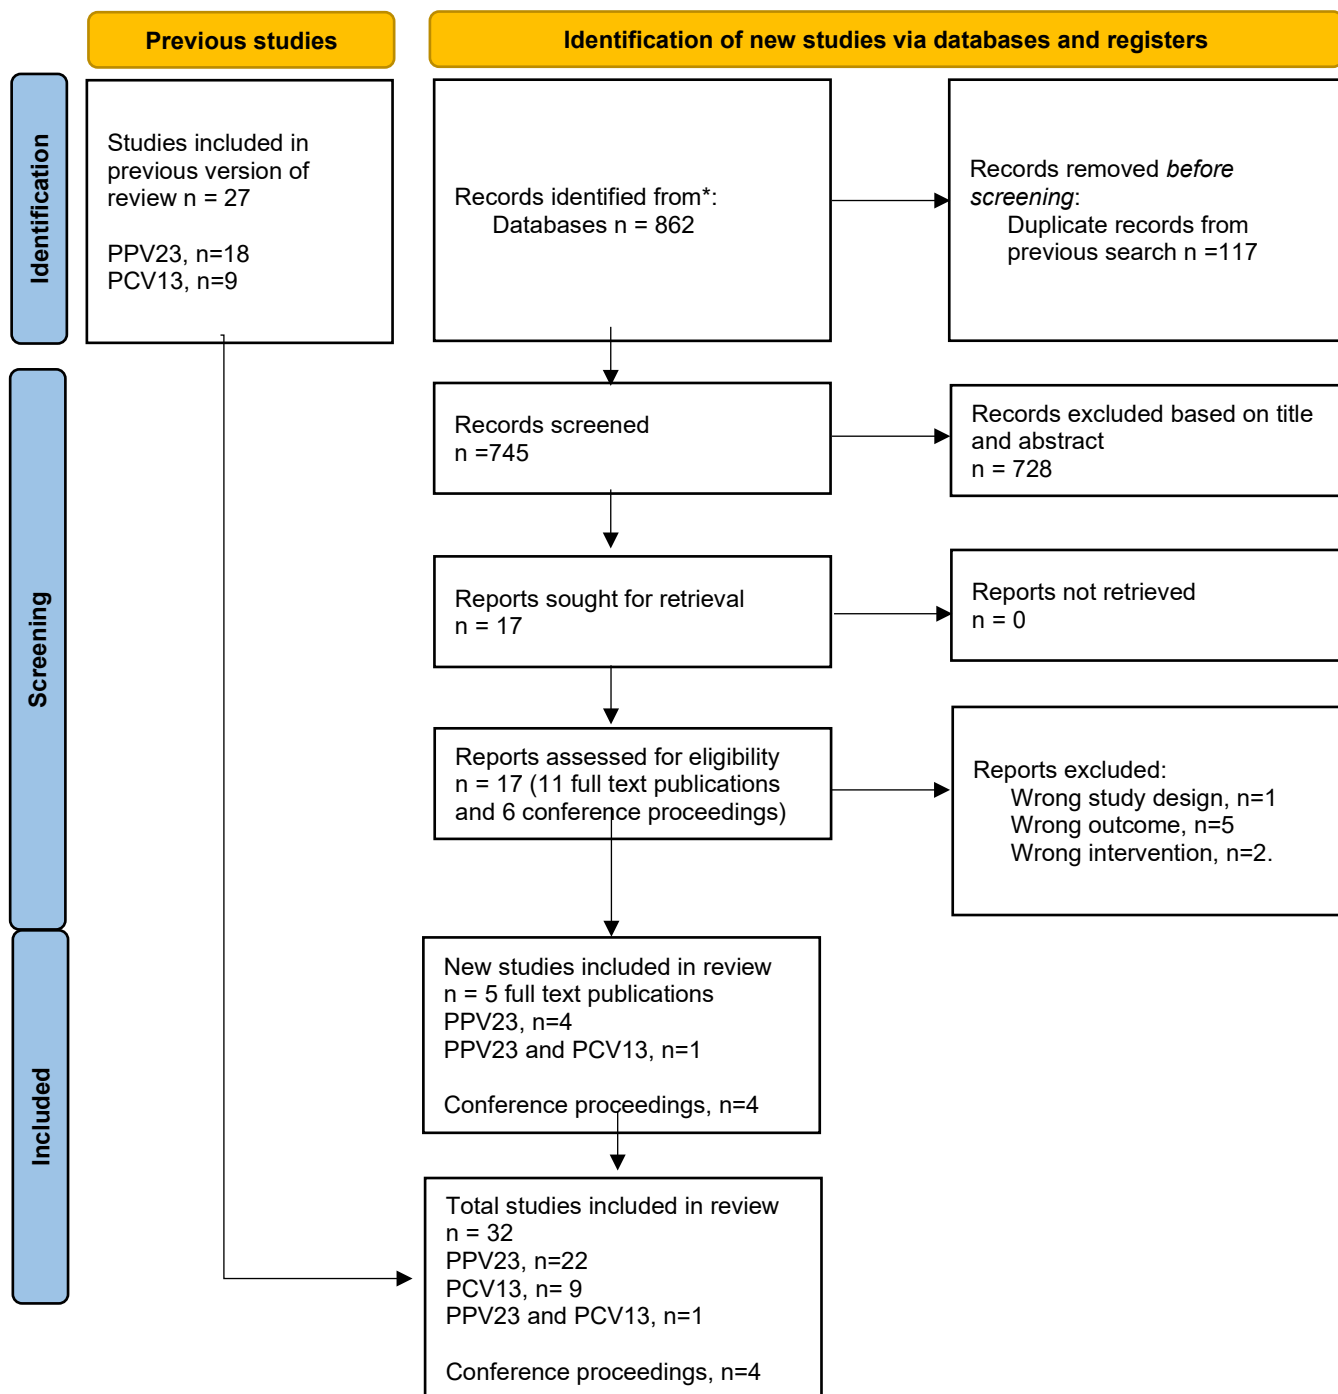 Previous studies
Identification of new studies via databases and registers
Identification
Studies included in
previous version of
review n = 27
PPV23, n=18
PCV13, n=9
Records identified from*:
Databases n = 862
Records removed before
screening:
Duplicate records from
previous search n =117
Screening
Records screened
n =745
Records excluded based on title
and abstract
n = 728
Reports sought for retrieval
n = 17
Reports not retrieved
n = 0
Reports assessed for eligibility
n = 17 (11 full text publications
and 6 conference proceedings)
Reports excluded:
Wrong study design, n=1
Wrong outcome, n=5
Wrong intervention, n=2.
Included
New studies included in review
n = 5 full text publications
PPV23, n=4
PPV23 and PCV13, n=1
Conference proceedings, n=4
Total studies included in review
n = 32
PPV23, n=22
PCV13, n= 9
PPV23 and PCV13, n=1
Conference proceedings, n=4